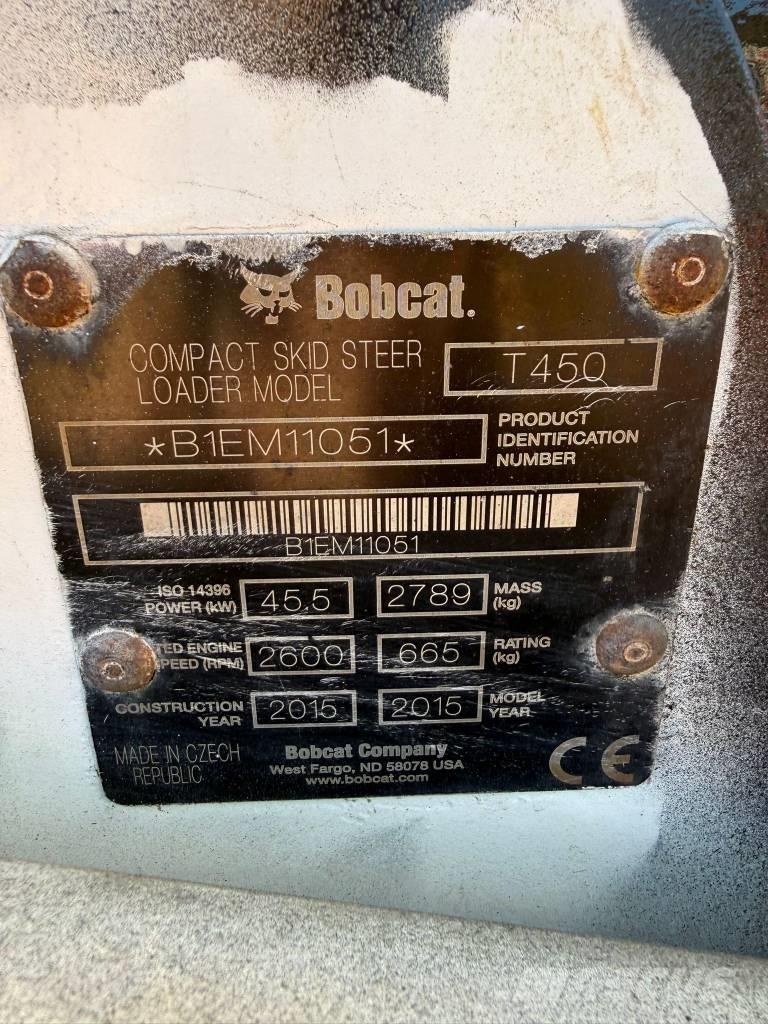 Bobcat.
COMPACT SKID STEER
LOADER MODEL
T450
*B1EM11051*
PRODUCT
IDENTIFICATION
NUMBER
B1EM11051
ISO 14396
POWER (kW)
45.5
2789
MASS
(kg)
ENGINE
(RPM)
2600
665
RATING
(kg)
CONSTRUCTION
YEAR
2015
2015
MODEL
YEAR
MADE IN CZECH
REPUBLIC
Bobcat Company
West Fargo, ND 58078 USA
www.bobcat.com
CE